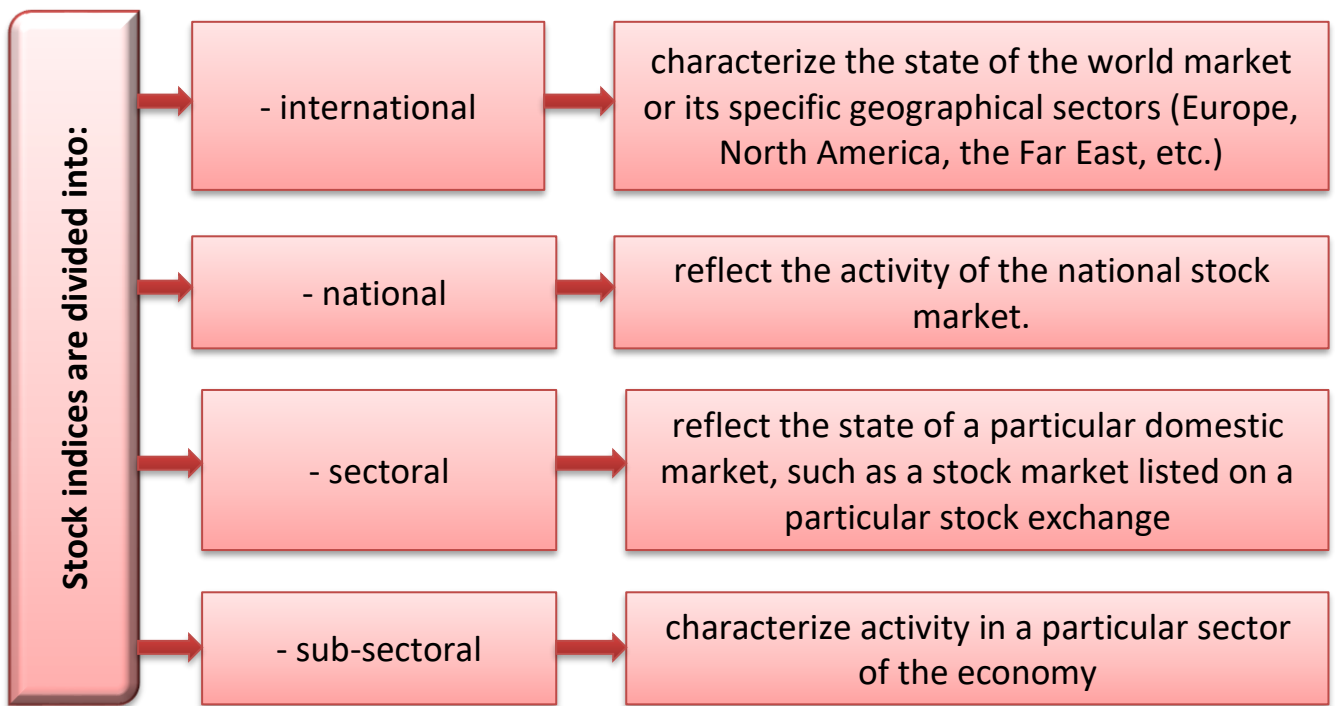 Stock indices are divided into:
- international
characterize the state of the world market
or its specific geographical sectors (Europe,
North America, the Far East, etc.)
- national
reflect the activity of the national stock
market.
- sectoral
reflect the state of a particular domestic
market, such as a stock market listed on a
particular stock exchange
- sub-sectoral
characterize activity in a particular sector
of the economy